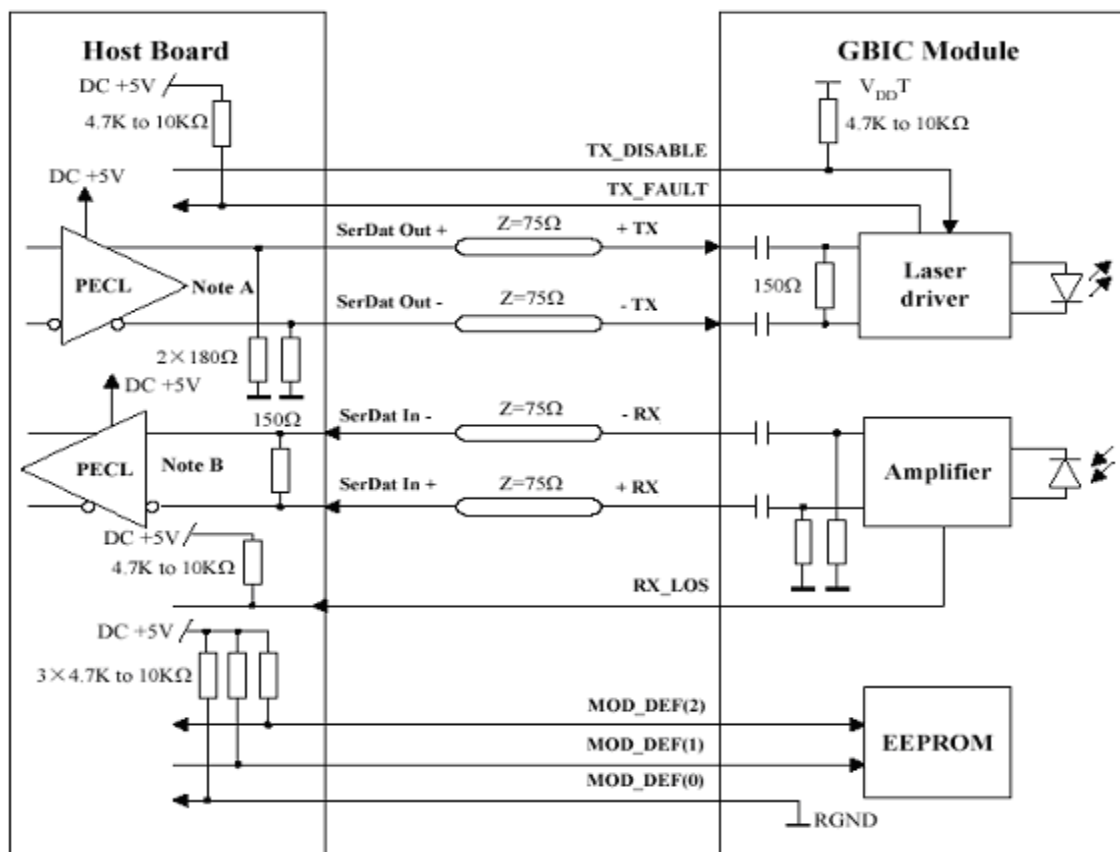 Host Board
GBIC Module
DC +5V
4.7K to 10KΩ
V_DD T
4.7K to 10KΩ
TX_DISABLE
DC +5V
TX_FAULT
SerDat Out +
Z=75Ω
+ TX
PECL
Note A
150Ω
Laser
driver
SerDat Out -
Z=75Ω
- TX
2×180Ω
DC +5V
150Ω
SerDat In -
Z=75Ω
- RX
PECL
Note B
Amplifier
SerDat In +
Z=75Ω
+ RX
DC +5V
4.7K to 10KΩ
RX_LOS
DC +5V
3×4.7K to 10KΩ
MOD_DEF(2)
EEPROM
MOD_DEF(1)
MOD_DEF(0)
RGND